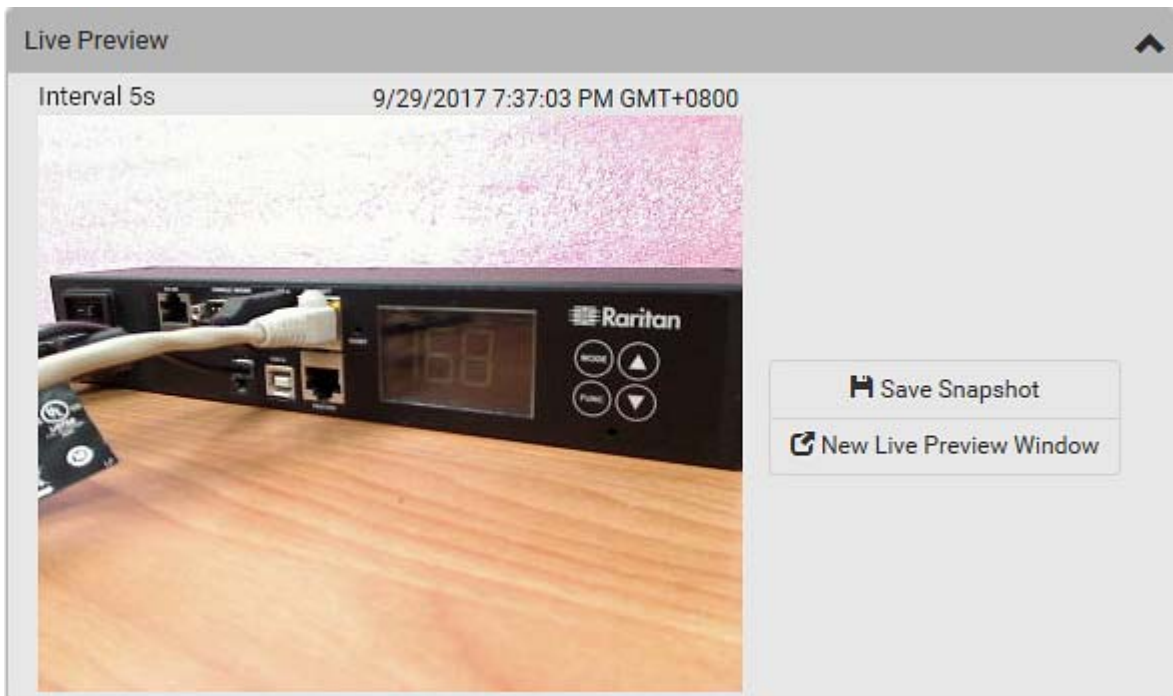 Live Preview
Interval 5s
9/29/2017 7:37:03 PM GMT+0800
Raritan
MODE
FUNC
Save Snapshot
New Live Preview Window